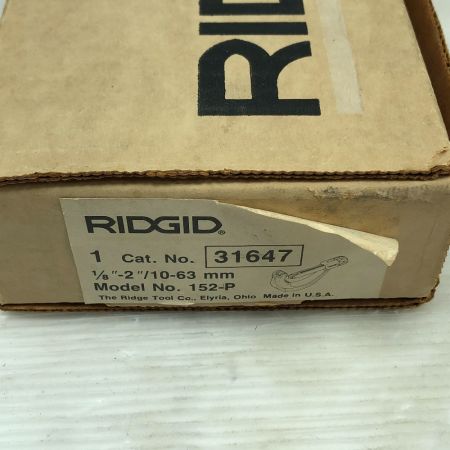 RIDG
RIDGID®
1 Cat. No. 31647
⅛"-2"/10-63 mm
Model No. 152-P
The Ridge Tool Co., Elyria, Ohio Made in U.S.A.